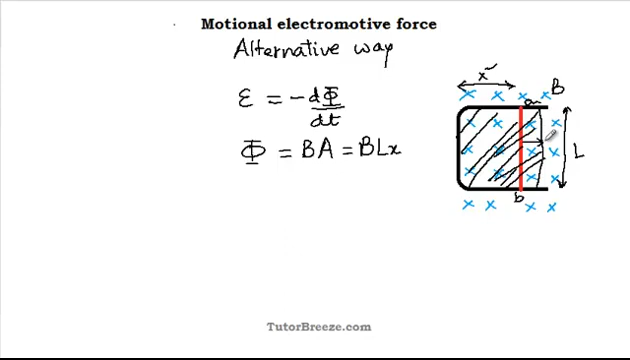 Motional electromotive force
Alternative way
ε = -dΦ/dt
Φ = BA = BLx
x
B
a
L
b
TutorBreeze.com